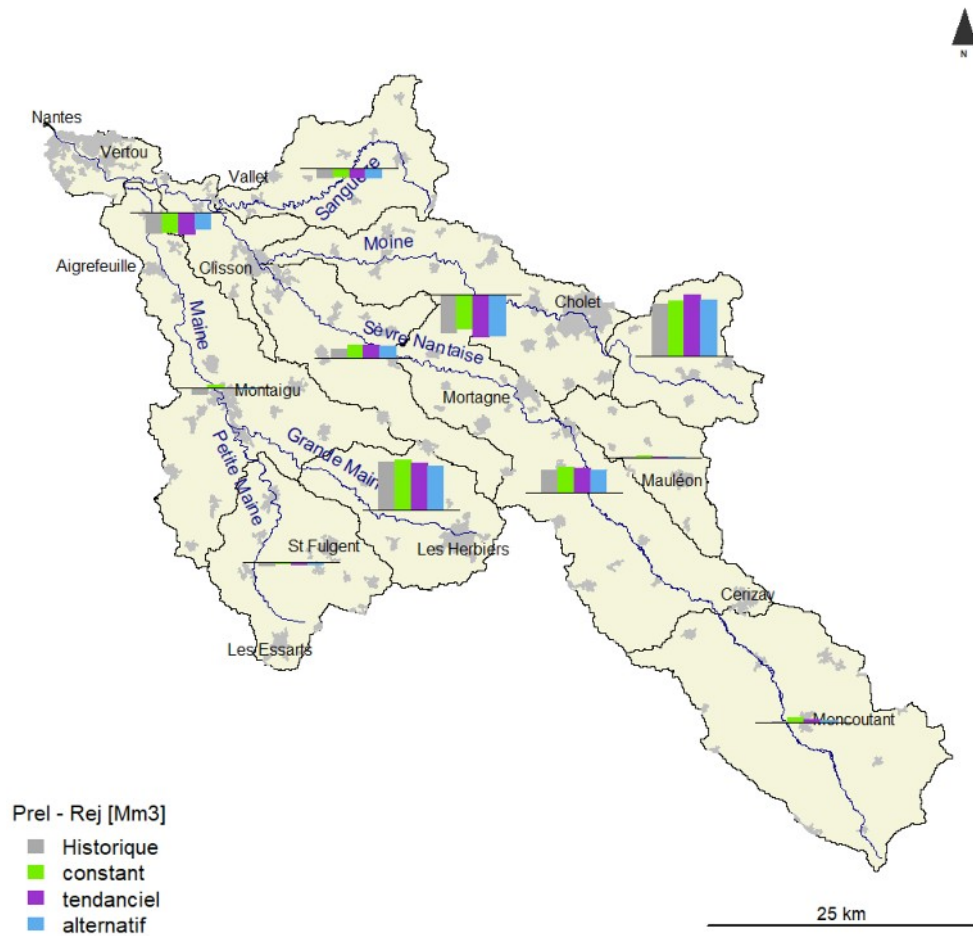 N
Nantes
Vertou
Vallet
Sanguèze
Aigrefeuille
Clisson
Moine
Maine
Cholet
Sèvre Nantaise
Montaigu
Mortagne
Petite Maine
Grande Main
Mauléon
St Fulgent
Les Herbiers
Cerizay
Les Essarts
Moncoutant
Prel - Rej [Mm3]
Historique
constant
tendanciel
alternatif
25 km